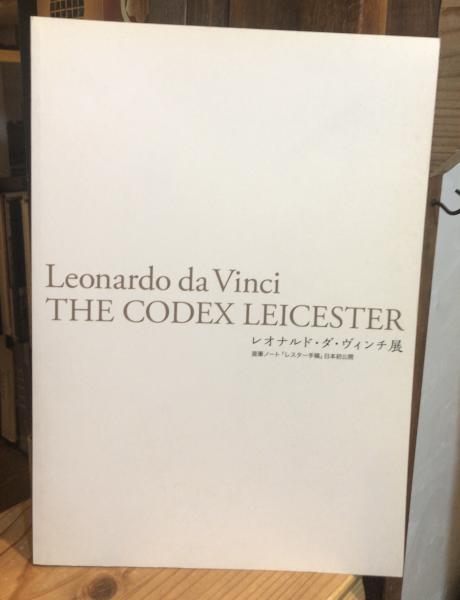 Leonardo da Vinci
THE CODEX LEICESTER
レオナルド・ダ・ヴィンチ展
直筆ノート「レスター手稿」日本初公開